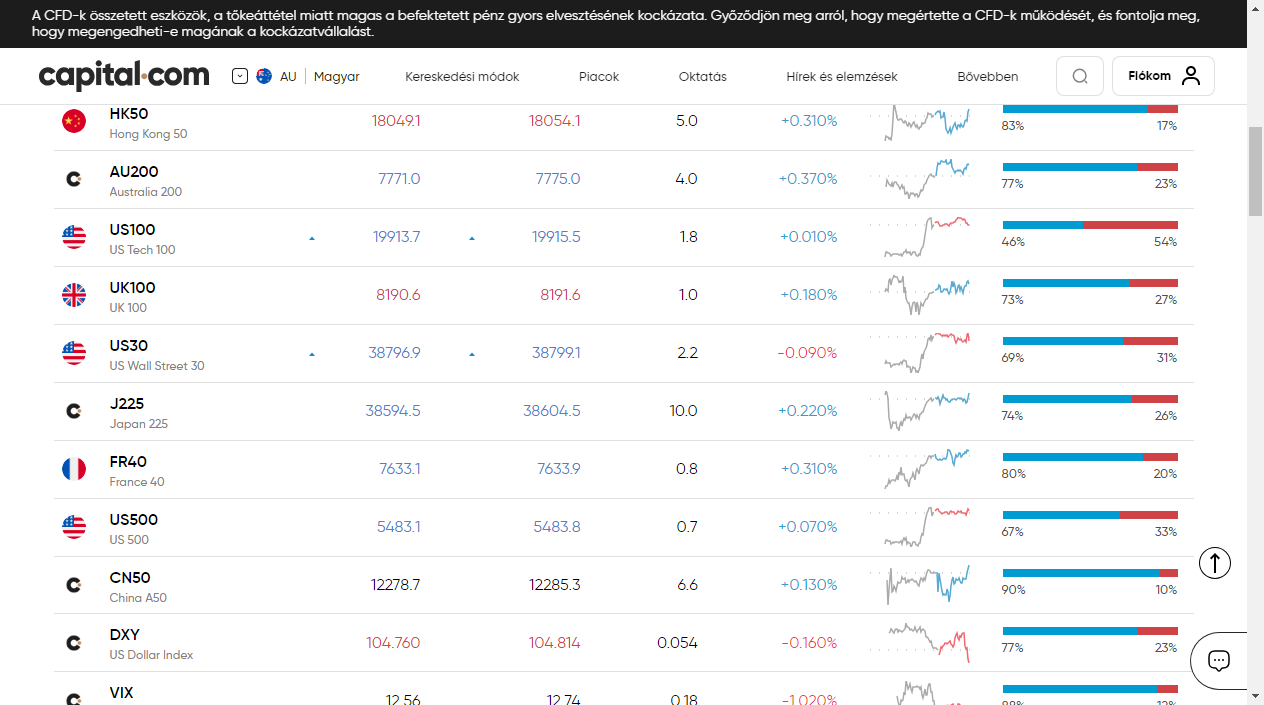 A CFD-k összetett eszközök, a tőkeáttétel miatt magas a befektetett pénz gyors elvesztésének kockázata. Győződjön meg arról, hogy megértette a CFD-k működését, és fontolja meg,
hogy megengedheti-e magának a kockázatvállalást.
capital.com AU Magyar Kereskedési módok Piacok Oktatás Hírek és elemzések Bővebben Fiókom
HK50 18049.1 18054.1 5.0 +0.310%
Hong Kong 50 83% 17%
AU200 7771.0 7775.0 4.0 +0.370%
Australia 200 77% 23%
US100 19913.7 19915.5 1.8 +0.010%
US Tech 100 46% 54%
UK100 8190.6 8191.6 1.0 +0.180%
UK 100 73% 27%
US30 38796.9 38799.1 2.2 -0.090%
US Wall Street 30 69% 31%
J225 38594.5 38604.5 10.0 +0.220%
Japan 225 74% 26%
FR40 7633.1 7633.9 0.8 +0.310%
France 40 80% 20%
US500 5483.1 5483.8 0.7 +0.070%
US 500 67% 33%
CN50 12278.7 12285.3 6.6 +0.130%
China A50 90% 10%
DXY 104.760 104.814 0.054 -0.160%
US Dollar Index 77% 23%
VIX 12.56 12.74 0.18 -1.020%